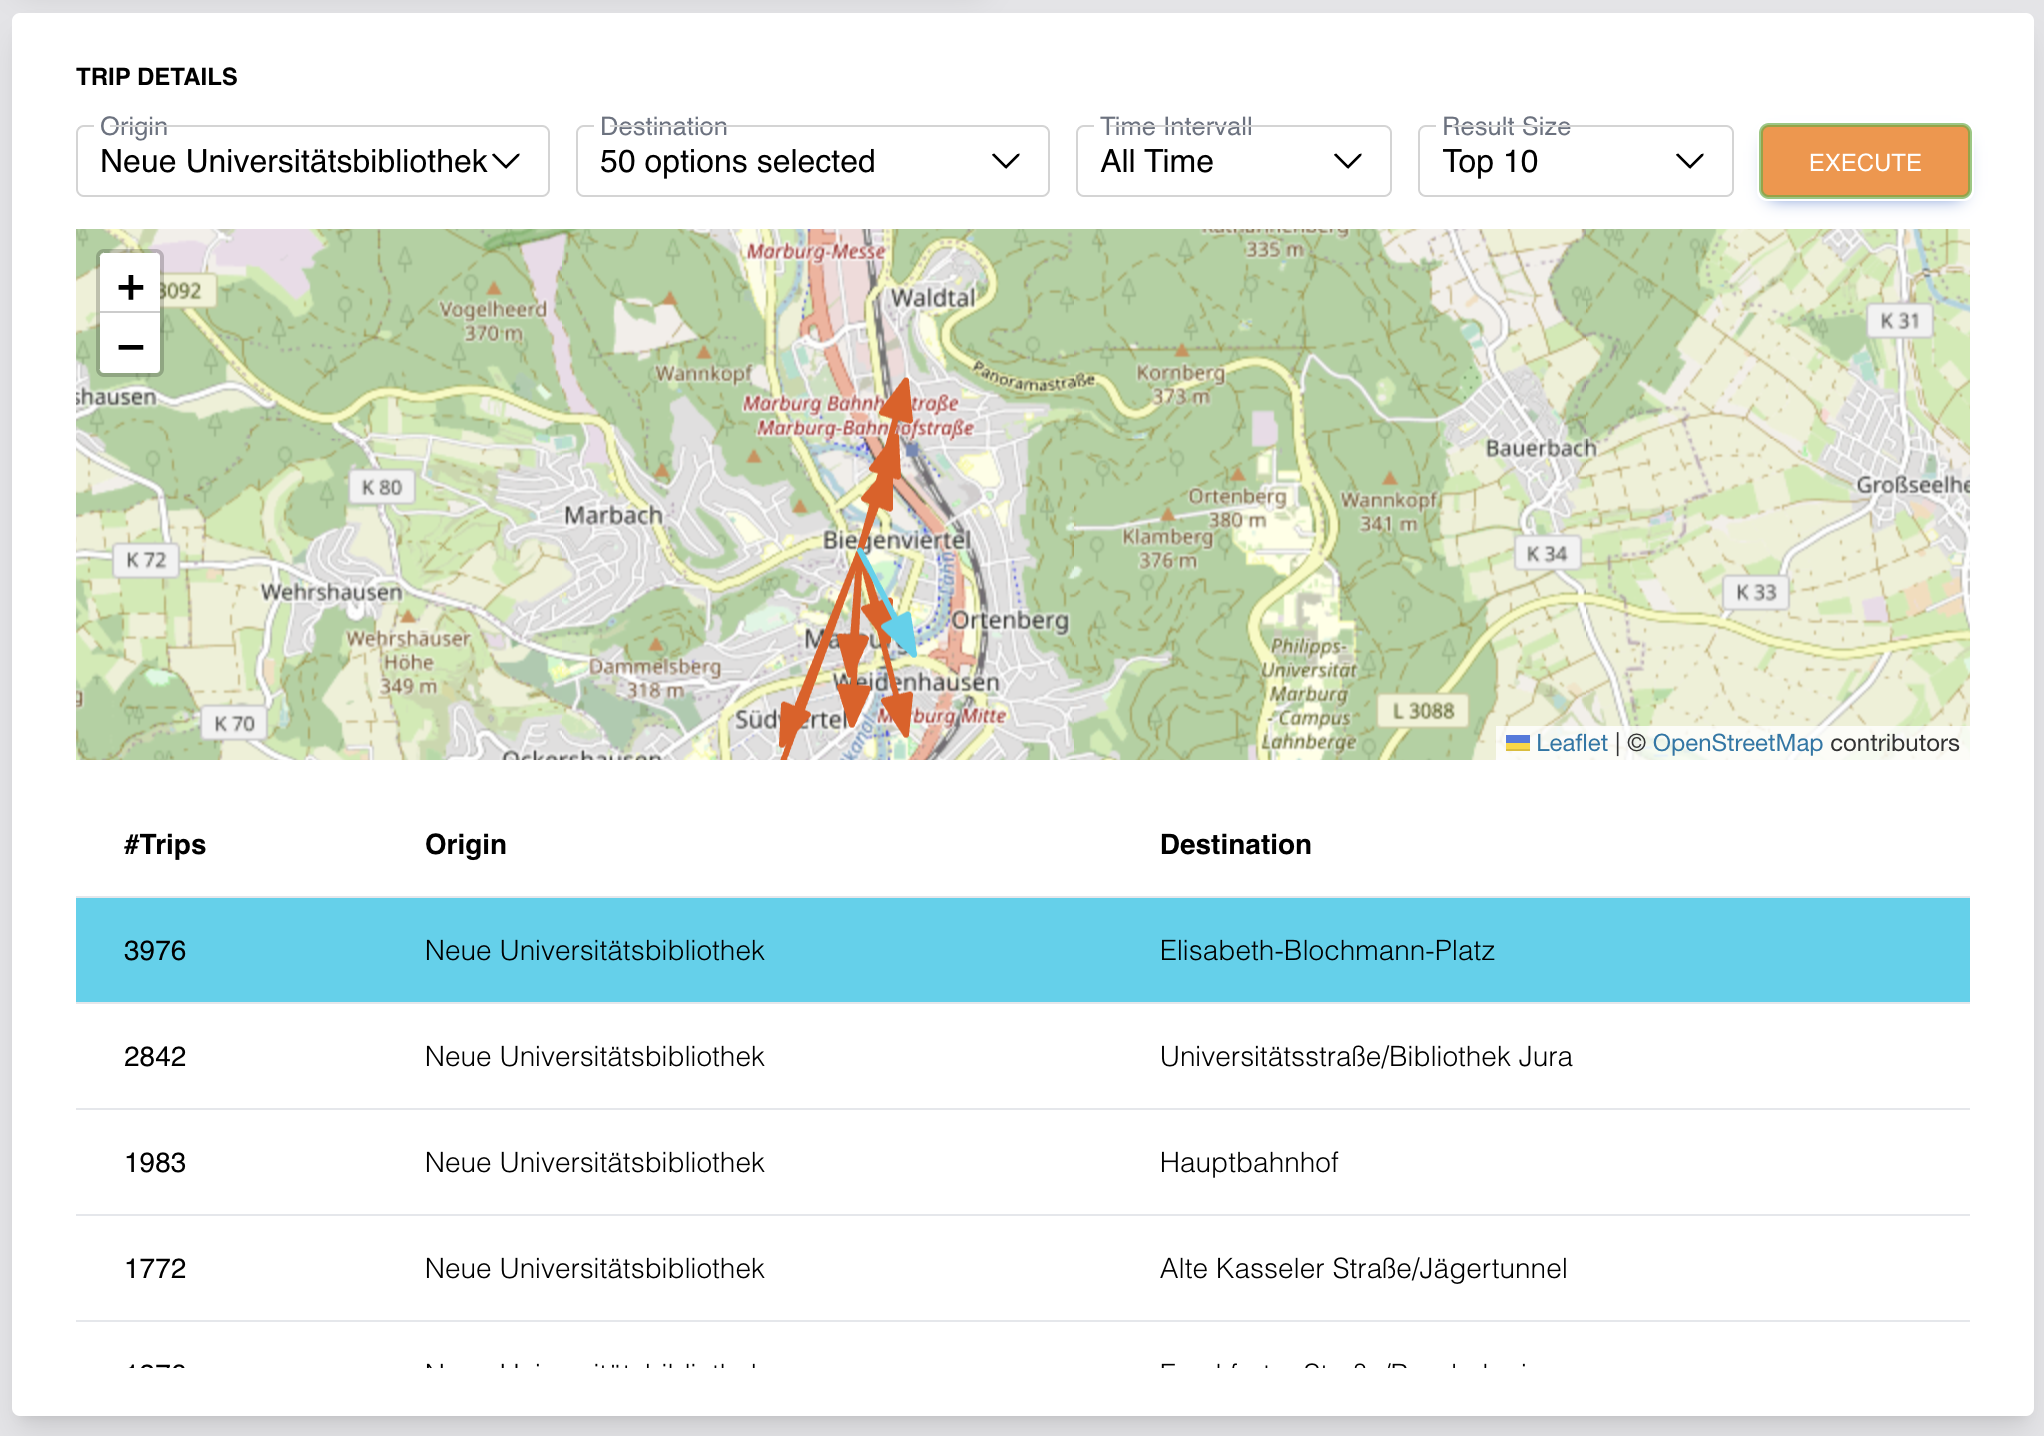 TRIP DETAILS
Origin
Neue Universitätsbibliothek
Destination
50 options selected
Time Intervall
All Time
Result Size
Top 10
EXECUTE
+
−
3092
Marburg-Messe
335 m
Waldtal
Vogelheerd
370 m
K 31
Wannkopf
Panoramastraße
Kornberg
373 m
shausen
Marburg
Marburg-Bahnhofstraße
Bauerbach
K 80
Marbach
Ortenberg
380 m
Wannkopf
341 m
Großseelhe
Biegenviertel
Klamberg
376 m
K 72
K 34
Wehrshausen
K 33
Lahn
Ortenberg
Wehrshäuser
Höhe
349 m
Dammelsberg
318 m
Weidenhausen
Philipps-
Universität
Marburg
- Campus
Lahnberge
K 70
Marburg Mitte
L 3088
Ockershausen
Leaflet | © OpenStreetMap contributors
#Trips Origin Destination
3976 Neue Universitätsbibliothek Elisabeth-Blochmann-Platz
2842 Neue Universitätsbibliothek Universitätsstraße/Bibliothek Jura
1983 Neue Universitätsbibliothek Hauptbahnhof
1772 Neue Universitätsbibliothek Alte Kasseler Straße/Jägertunnel